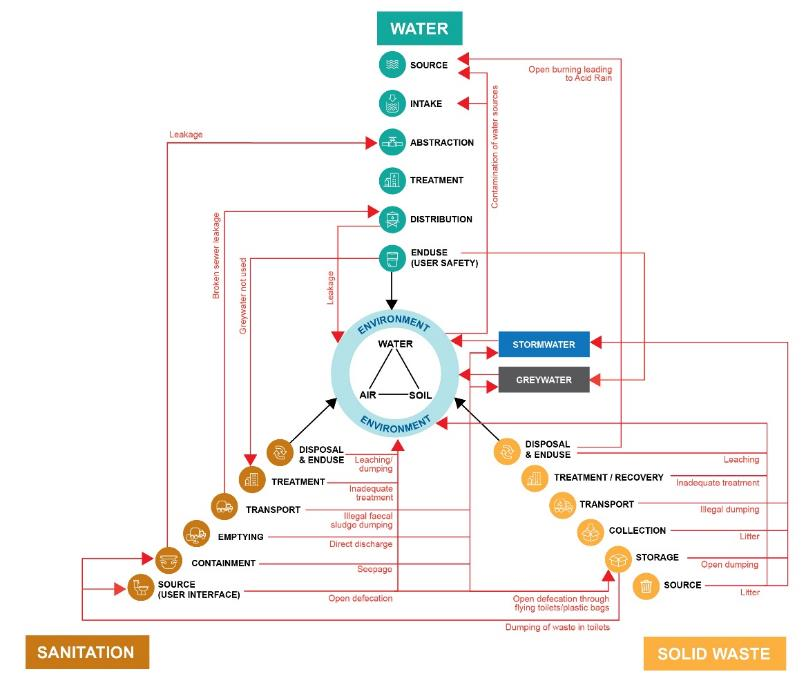 WATER
SOURCE
Open burning leading
to Acid Rain
INTAKE
Contamination of water sources
Leakage
ABSTRACTION
TREATMENT
DISTRIBUTION
Broken sewer leakage
Greywater not used
Leakage
ENDUSE
(USER SAFETY)
ENVIRONMENT
WATER
AIR
SOIL
ENVIRONMENT
STORMWATER
GREYWATER
DISPOSAL
& ENDUSE
Leaching/
dumping
TREATMENT
Inadequate
treatment
TRANSPORT
Illegal faecal
sludgo dumping
EMPTYING
Direct discharge
CONTAINMENT
Seopage
SOURCE
(USER INTERFACE)
Open defecation
DISPOSAL
& ENDUSE
Leaching
TREATMENT / RECOVERY
Inadequate treatment
TRANSPORT
Illegal dumping
COLLECTION
Litter
STORAGE
Open dumping
SOURCE
Litter
Open defecation through
flying toilets/plastic bags
Dumping of waste in toilets
SANITATION
SOLID WASTE